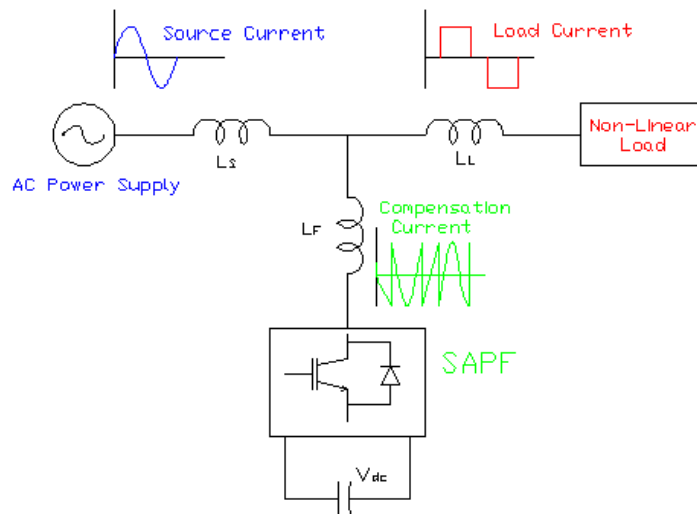 Source Current
Load Current
Non-Linear
Load
Ls
LL
AC Power Supply
Compensation
Current
LF
SAPF
Vdc